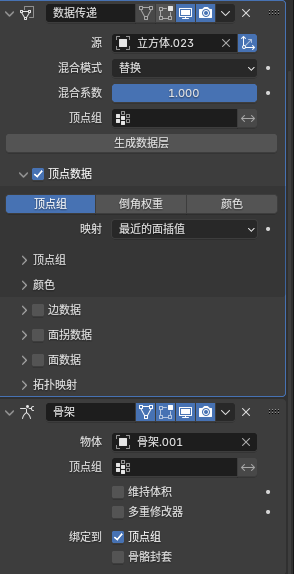 数据传递
源 立方体.023
混合模式 替换
混合系数 1.000
顶点组
生成数据层
顶点数据
顶点组 倒角权重 颜色
映射 最近的面插值
顶点组
颜色
边数据
面拐数据
面数据
拓扑映射
骨架
物体 骨架.001
顶点组
维持体积
多重修改器
绑定到 顶点组
骨骼封套